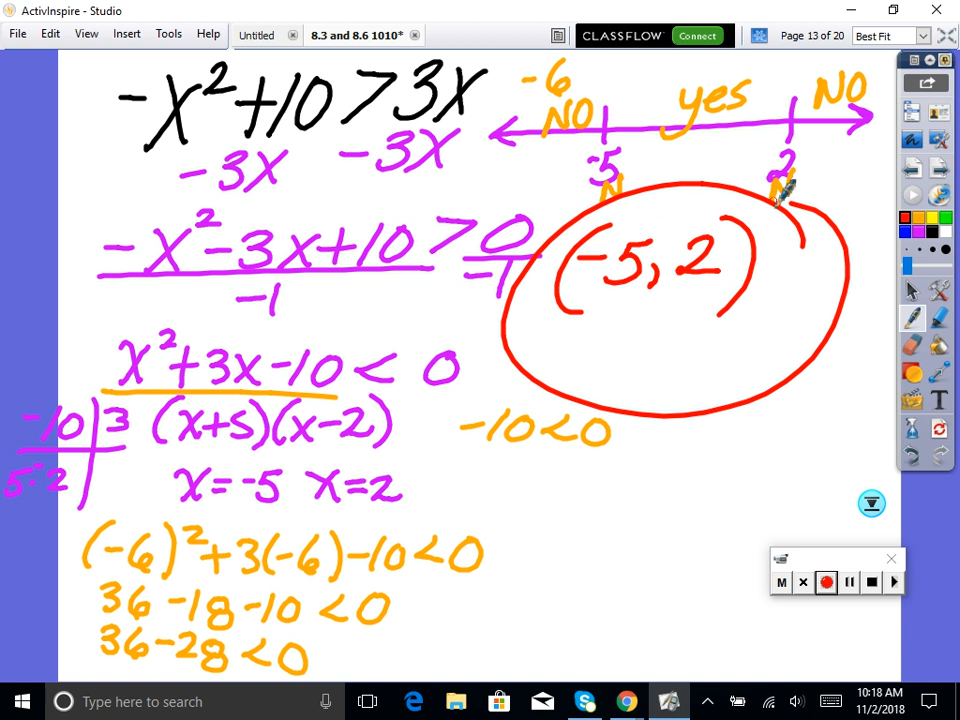 ActivInspire - Studio
File Edit View Insert Tools Help
Untitled
8.3 and 8.6 1010*
CLASSFLOW Connect
Page 13 of 20
Best Fit
-x²+10>3x
-3x -3x
-x²-3x+10>0
-1 -1
x²+3x-10<0
-10 3
5·-2
(x+5)(x-2)
x=-5 x=2
(-6)²+3(-6)-10<0
36-18-10<0
36-28<0
-6
NO yes NO
-5 2
N N
(-5,2)
-10<0
T
M
Type here to search
10:18 AM
11/2/2018